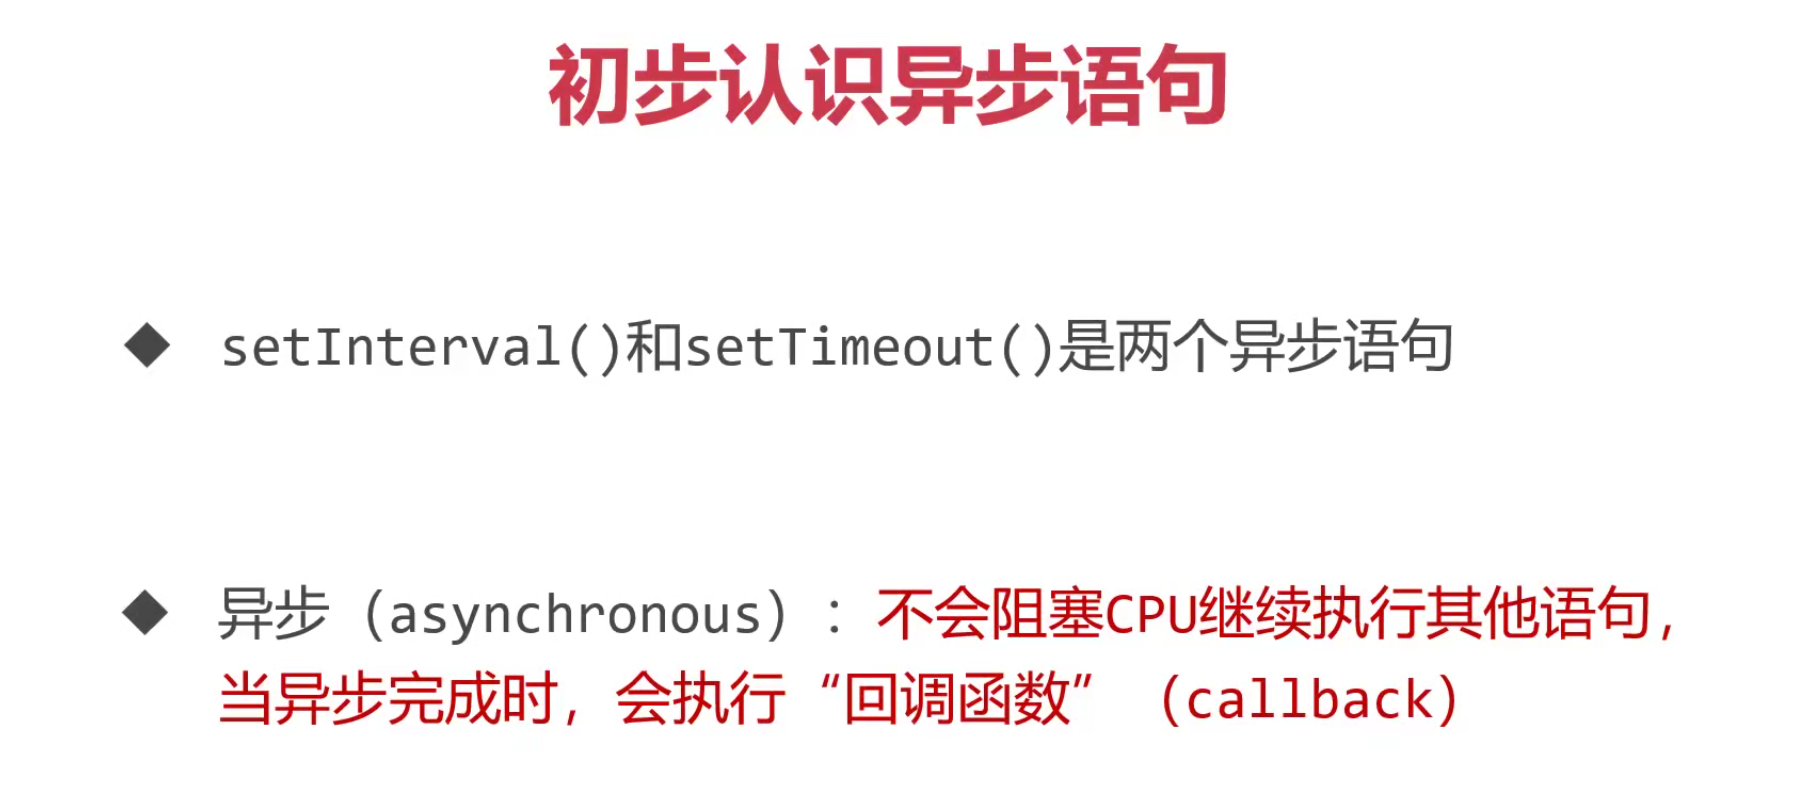 初步认识异步语句
◆ setInterval()和setTimeout()是两个异步语句
◆ 异步（asynchronous）：不会阻塞CPU继续执行其他语句，
当异步完成时，会执行“回调函数”（callback）